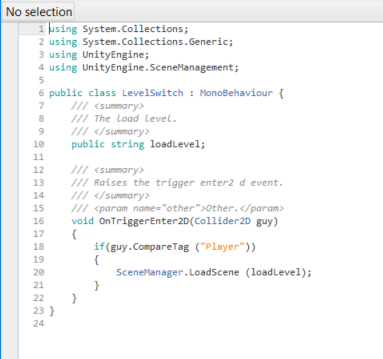 No selection
1 using System.Collections;
2 using System.Collections.Generic;
3 using UnityEngine;
4 using UnityEngine.SceneManagement;
5
6 public class LevelSwitch : MonoBehaviour {
7 /// <summary>
8 /// The load level.
9 /// </summary>
10 public string loadLevel;
11
12 /// <summary>
13 /// Raises the trigger enter2 d event.
14 /// </summary>
15 /// <param name="other">Other.</param>
16 void OnTriggerEnter2D(Collider2D guy)
17 {
18 if(guy.CompareTag ("Player"))
19 {
20 SceneManager.LoadScene (loadLevel);
21 }
22 }
23 }
24